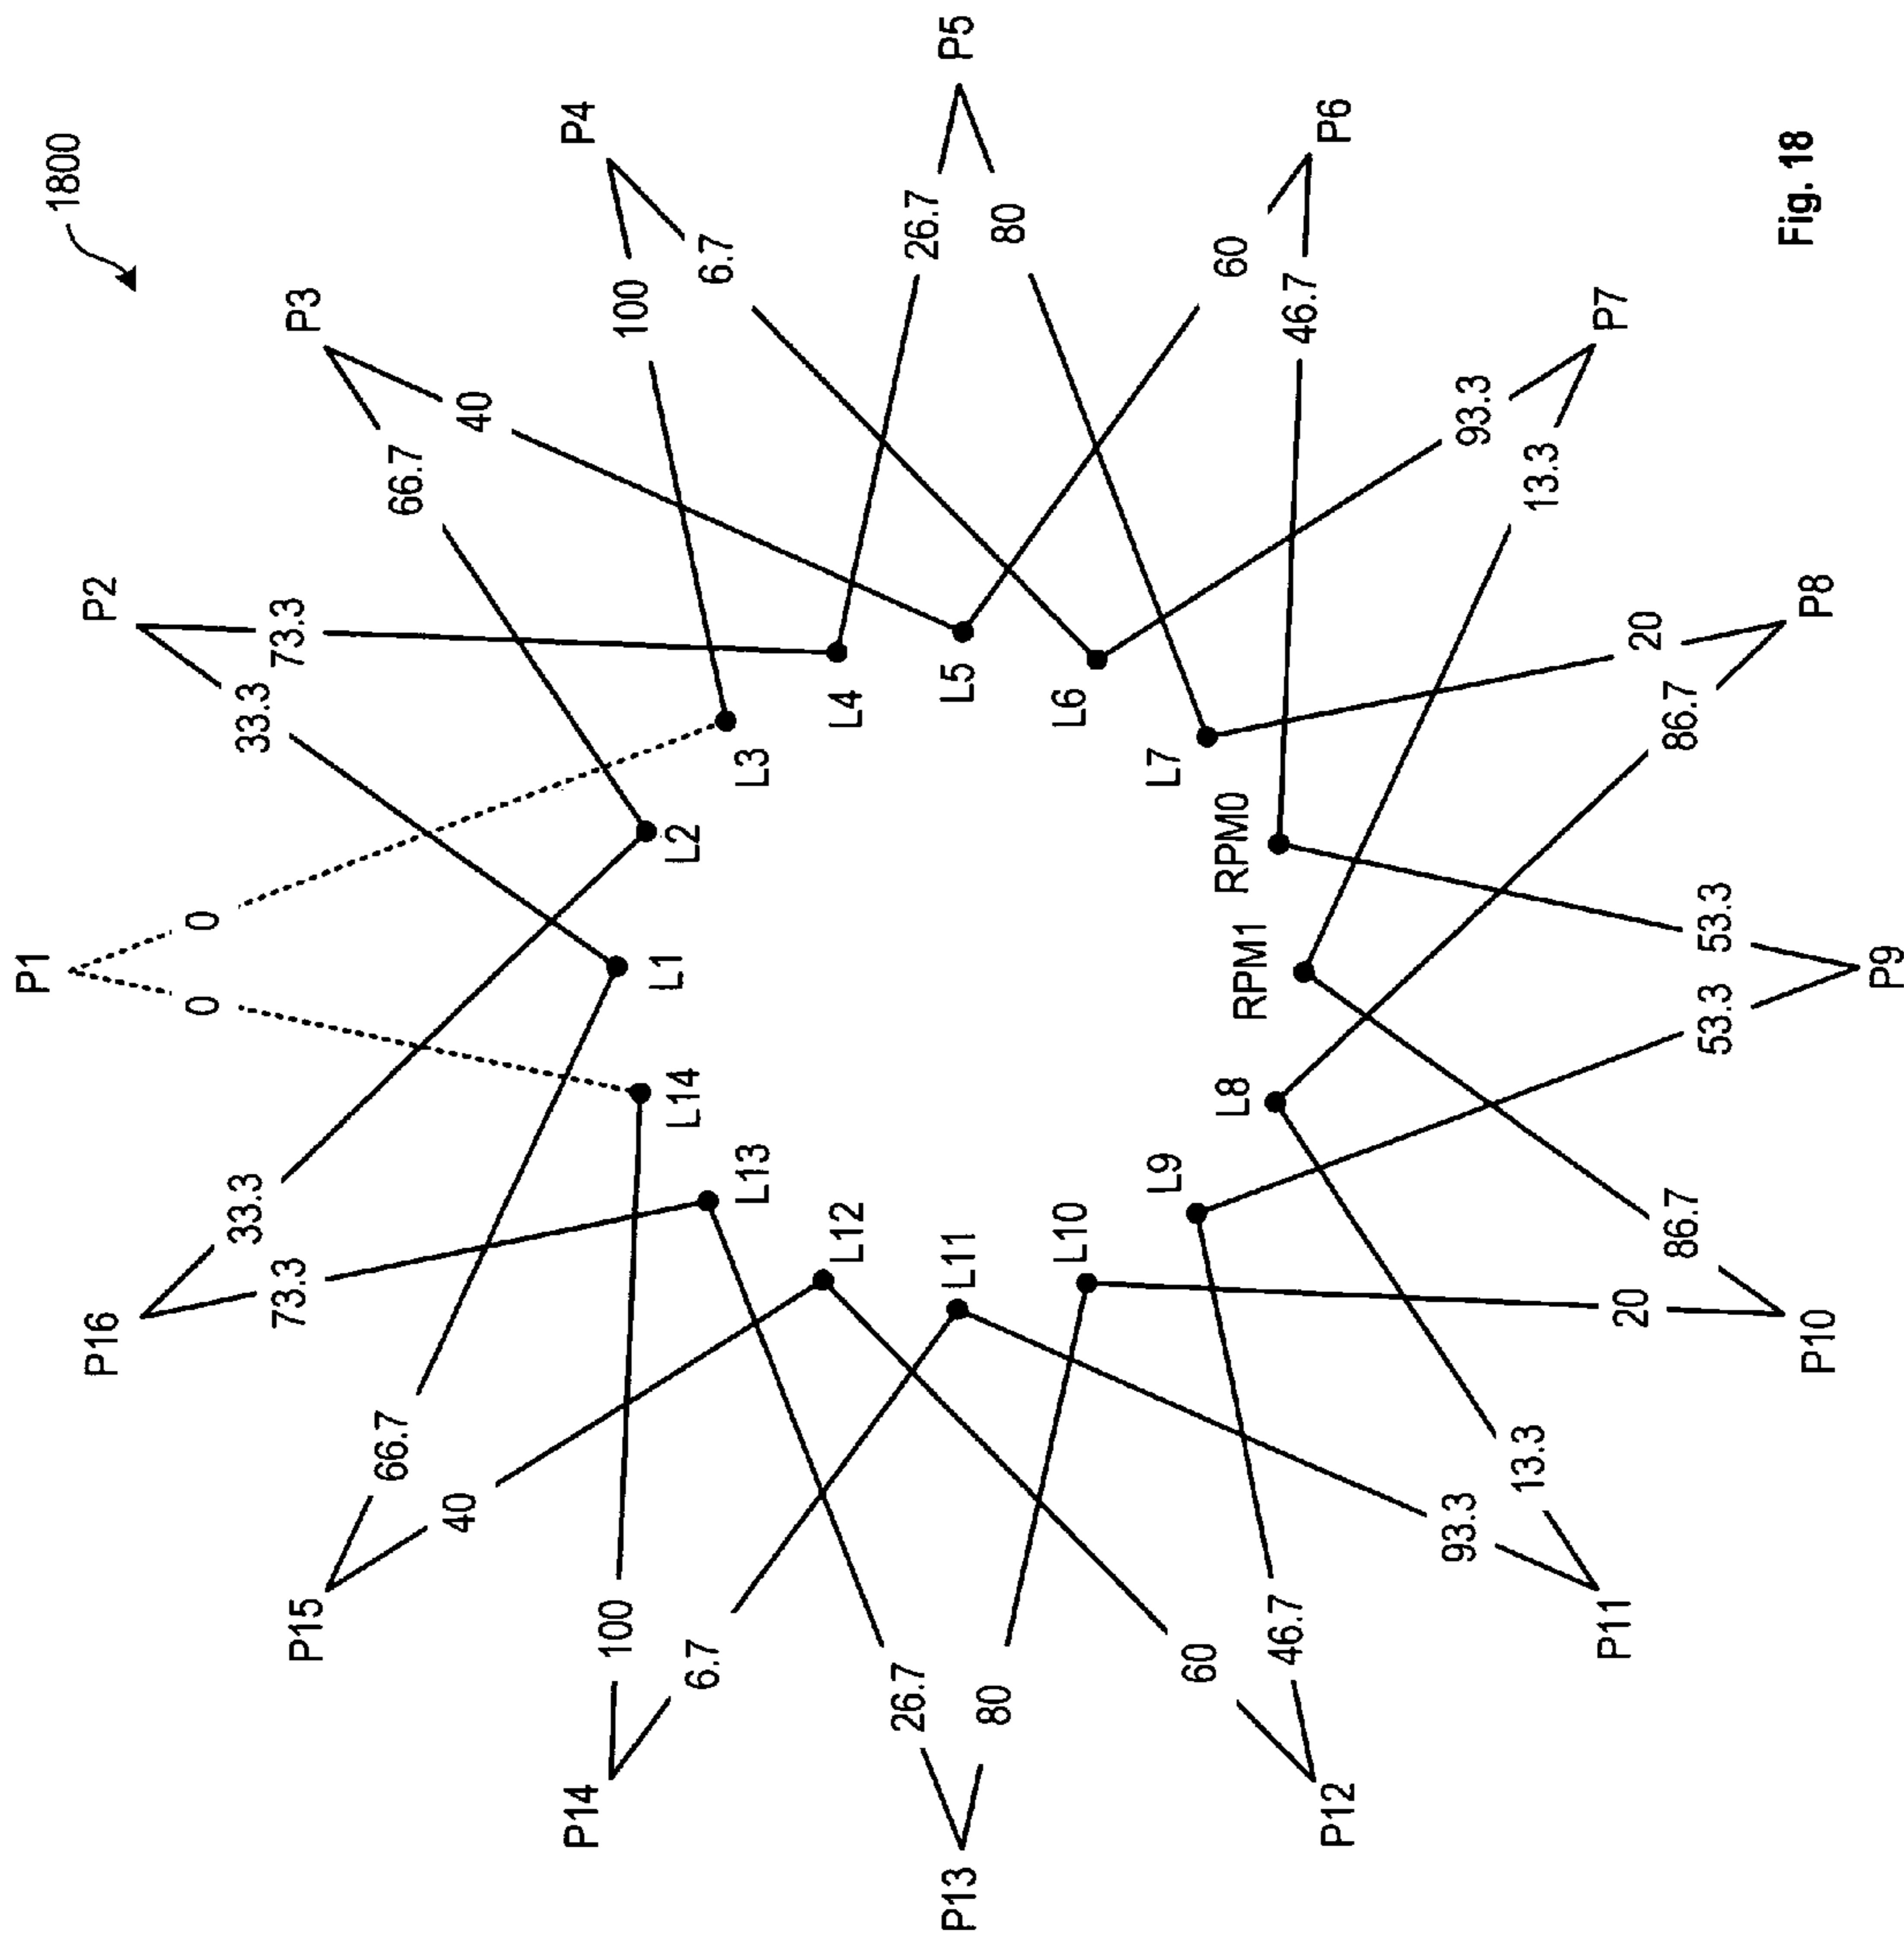 1800
P1
0
0
P2
73.3
33.3
P3
40
66.7
P4
100
6.7
P5
26.7
80
P6
60
46.7
P7
93.3
13.3
P8
20
86.7
P9
53.3
53.3
P10
86.7
20
P11
13.3
93.3
P12
46.7
60
P13
80
26.7
P14
6.7
100
P15
40
66.7
P16
73.3
33.3
L1
L2
L3
L4
L5
L6
L7
RPM0
RPM1
L8
L9
L10
L11
L12
L13
L14
Fig. 18